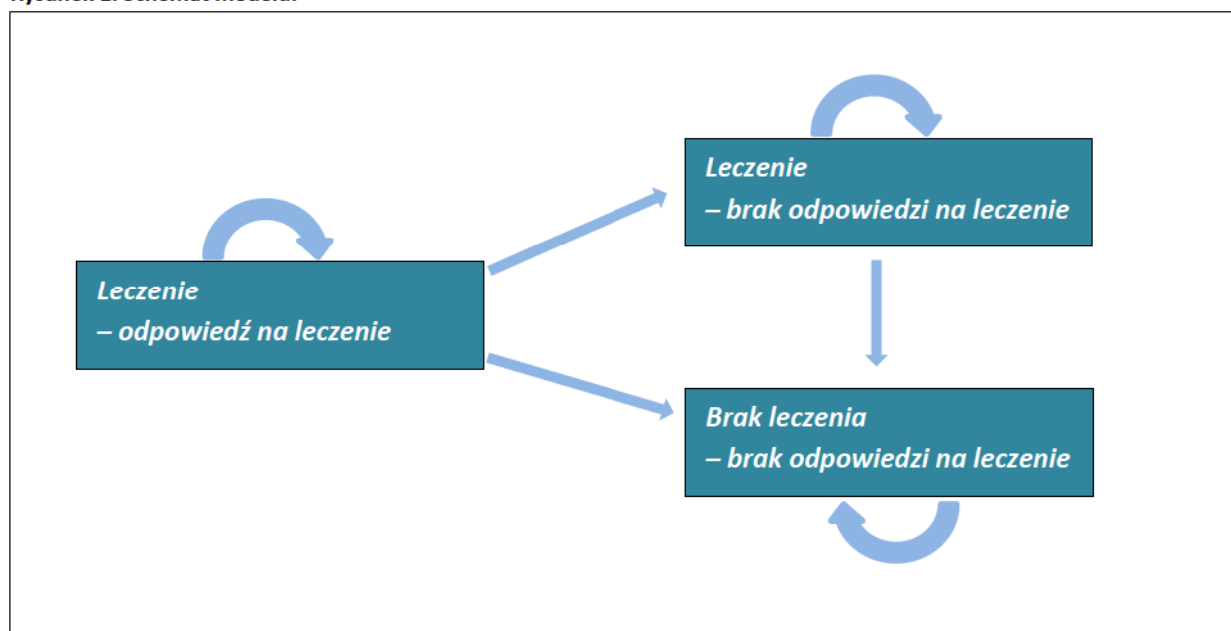 Leczenie
– brak odpowiedzi na leczenie
Leczenie
– odpowiedź na leczenie
Brak leczenia
– brak odpowiedzi na leczenie